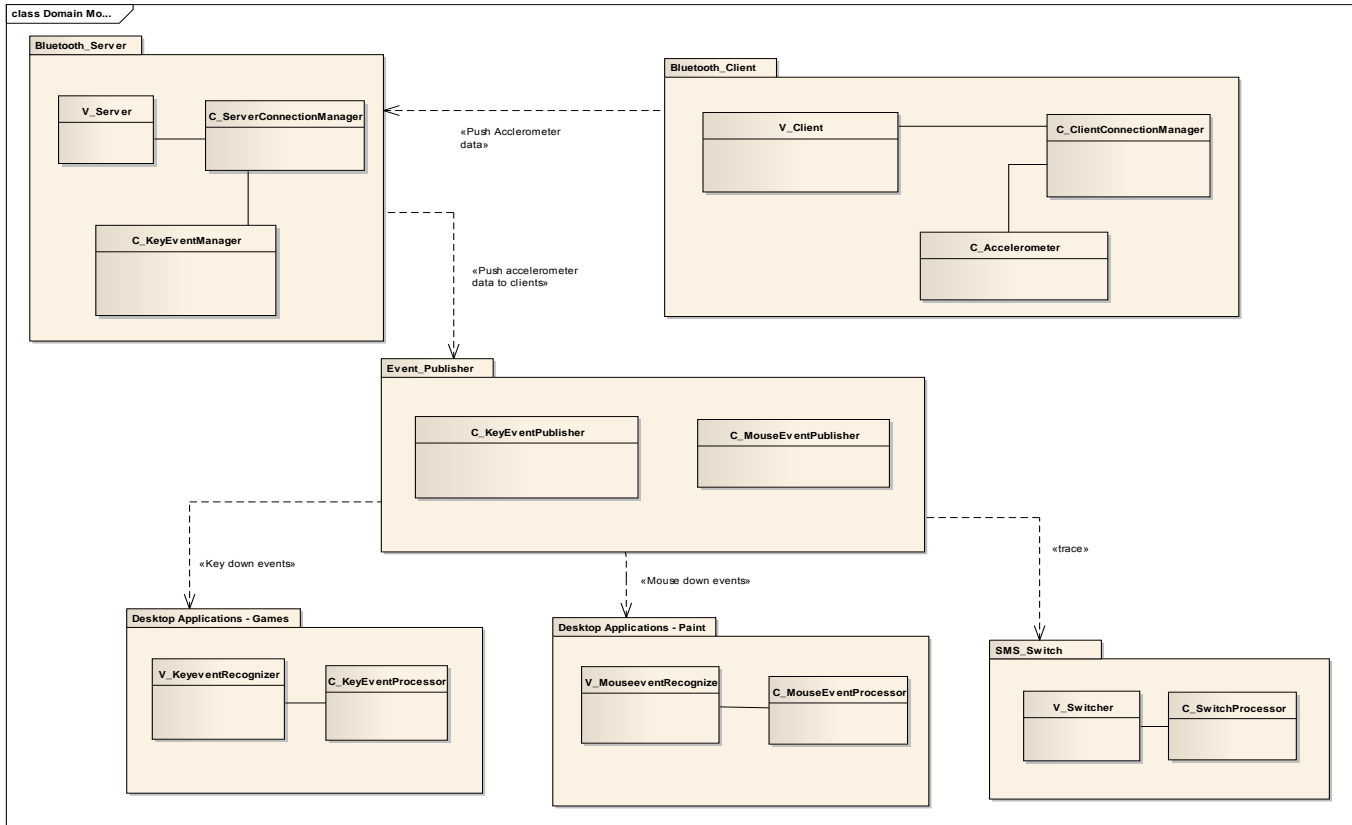 class Domain Mo...
Bluetooth_Server
V_Server
C_ServerConnectionManager
C_KeyEventManager
«Push Acclerometer
data»
Bluetooth_Client
V_Client
C_ClientConnectionManager
C_Accelerometer
«Push accelerometer
data to clients»
Event_Publisher
C_KeyEventPublisher
C_MouseEventPublisher
«Key down events»
«Mouse down events»
«trace»
Desktop Applications - Games
V_KeyeventRecognizer
C_KeyEventProcessor
Desktop Applications - Paint
V_MouseeventRecognize
C_MouseEventProcessor
SMS_Switch
V_Switcher
C_SwitchProcessor